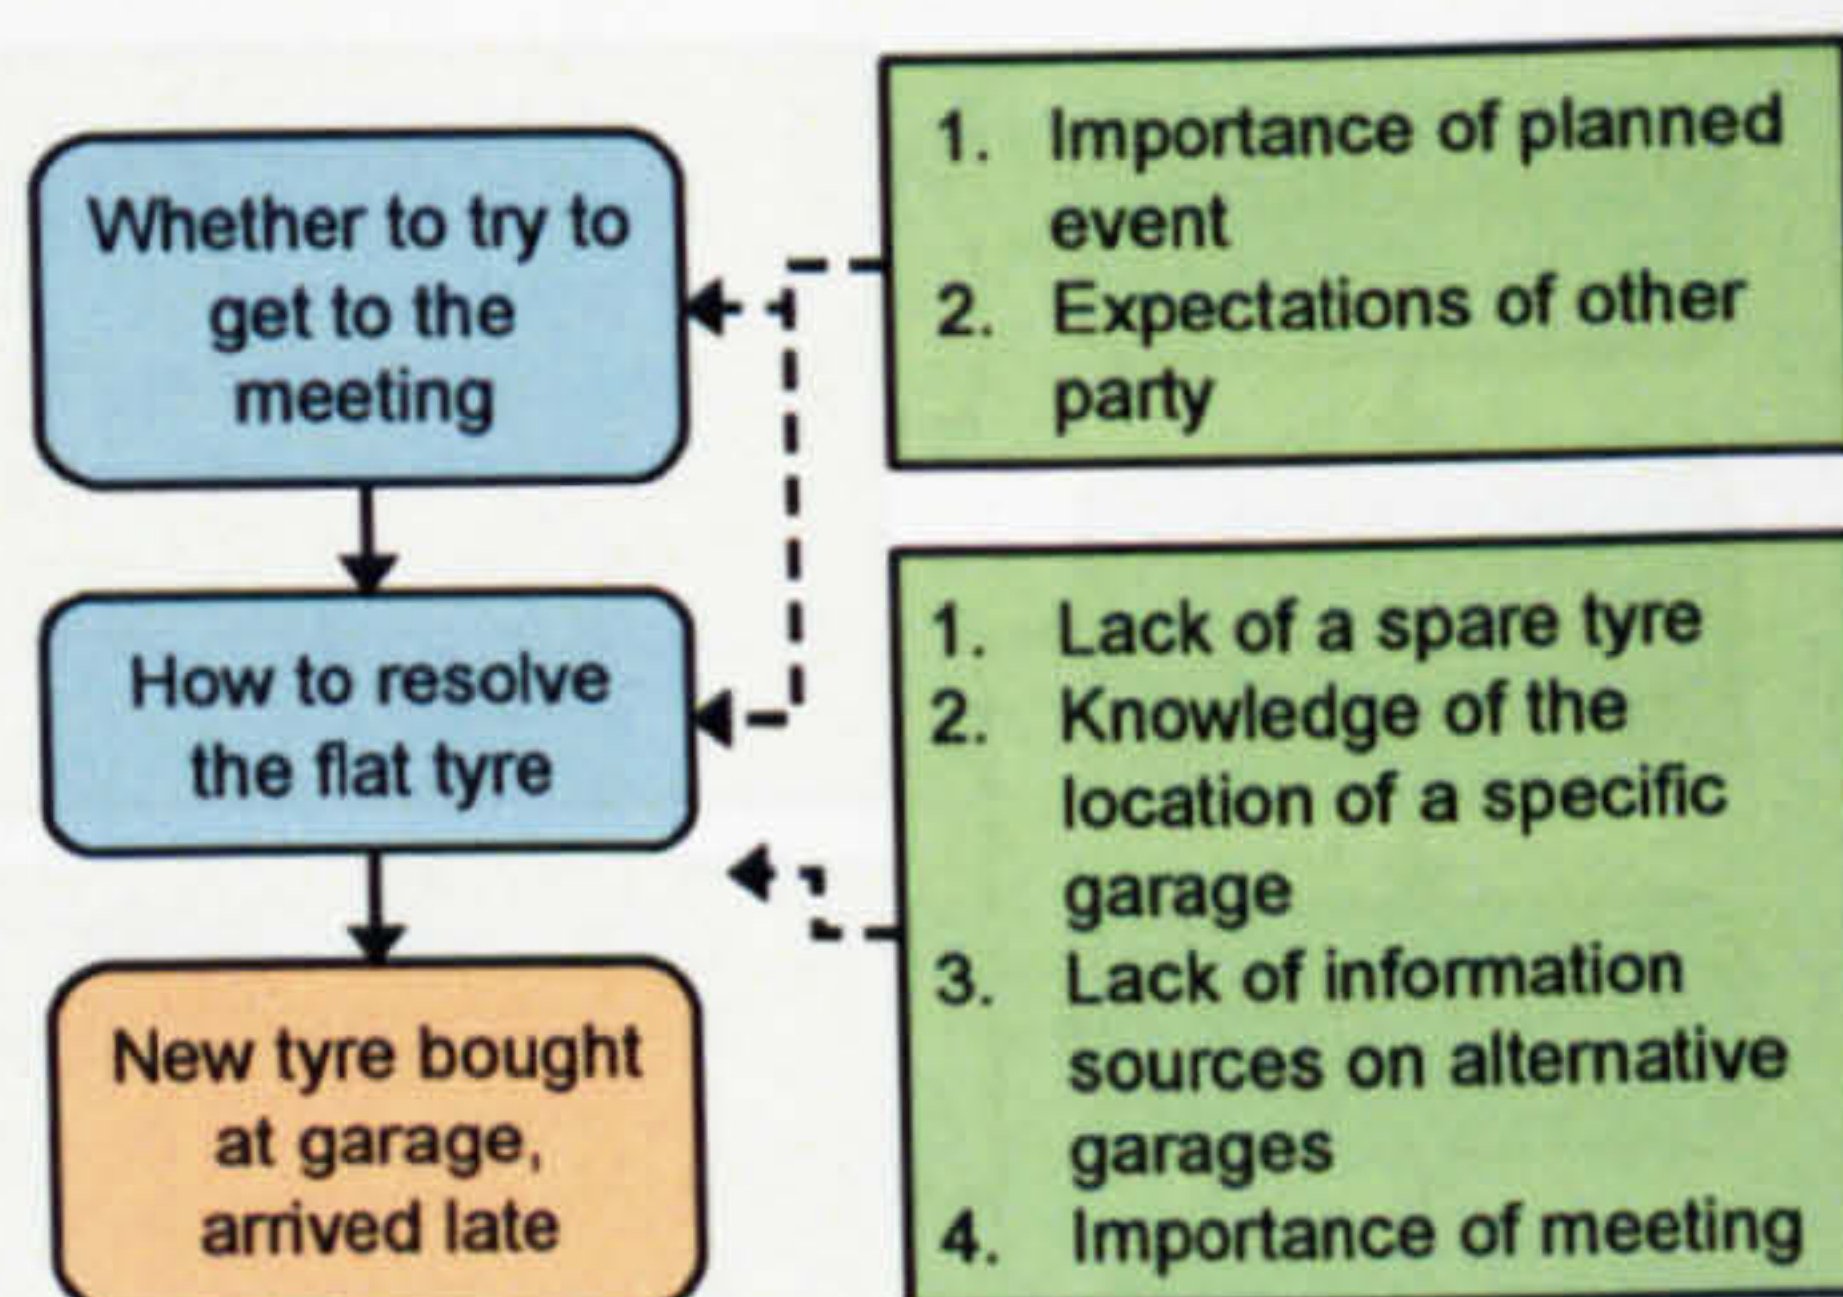 Whether to try to
get to the
meeting
How to resolve
the flat tyre
New tyre bought
at garage,
arrived late
1. Importance of planned
event
2. Expectations of other
party
1. Lack of a spare tyre
2. Knowledge of the
location of a specific
garage
3. Lack of information
sources on alternative
garages
4. Importance of meeting